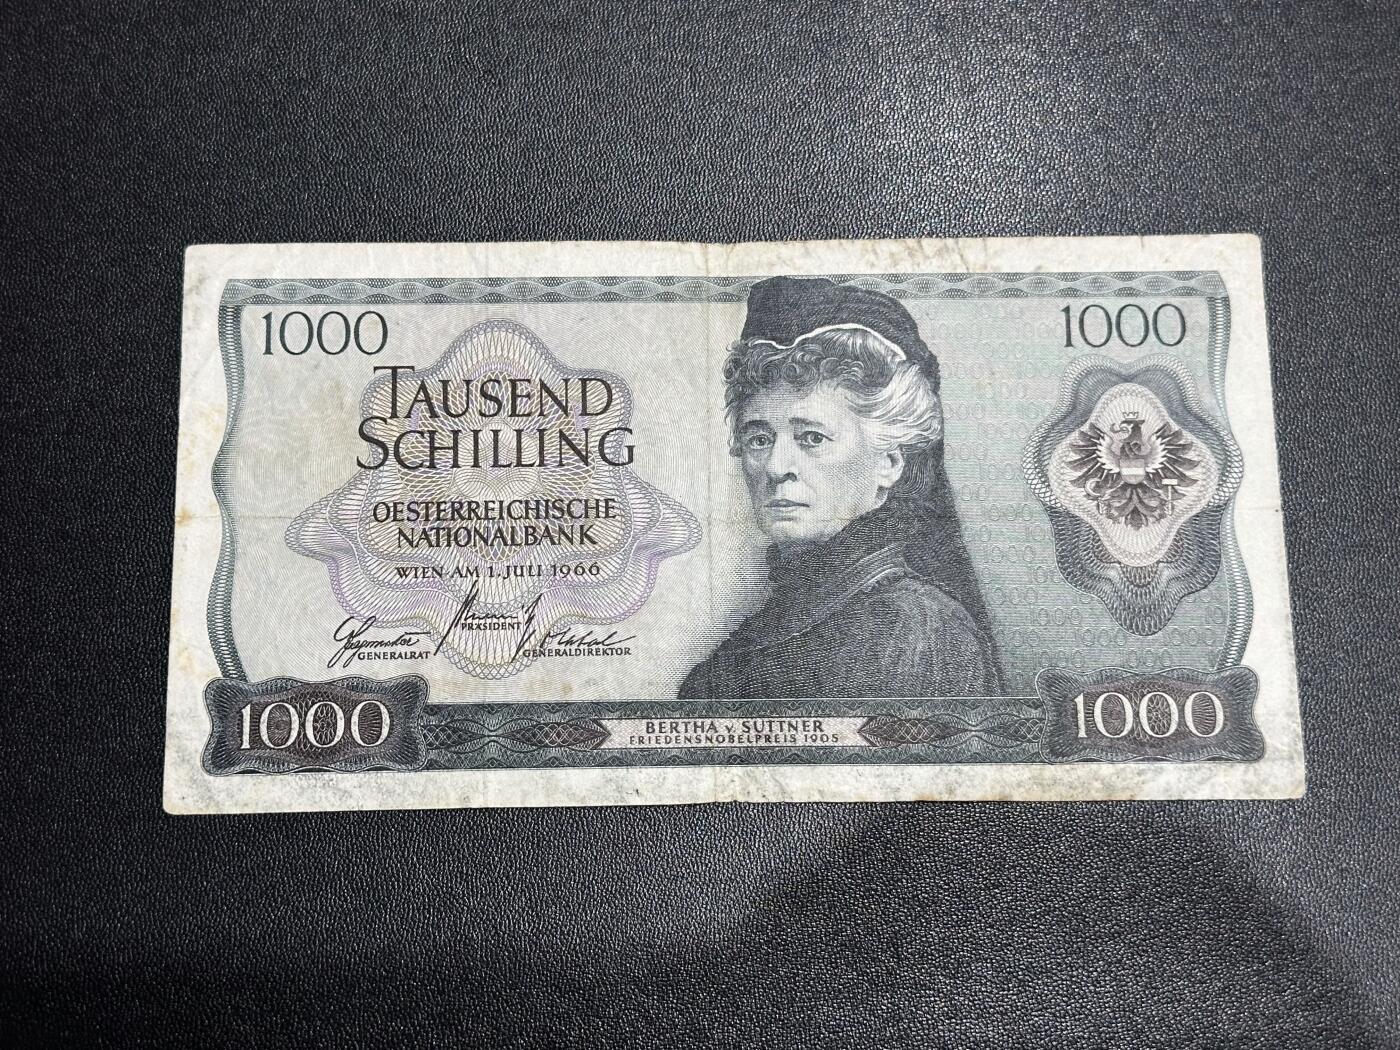 1000
1000
TAUSEND
SCHILLING
OESTERREICHISCHE
NATIONALBANK
WIEN·AM 1. JULI 1966
PRÄSIDENT
GENERALRAT
GENERALDIREKTOR
1000
1000
BERTHA v. SUTTNER
FRIEDENSNOBELPREIS 1905